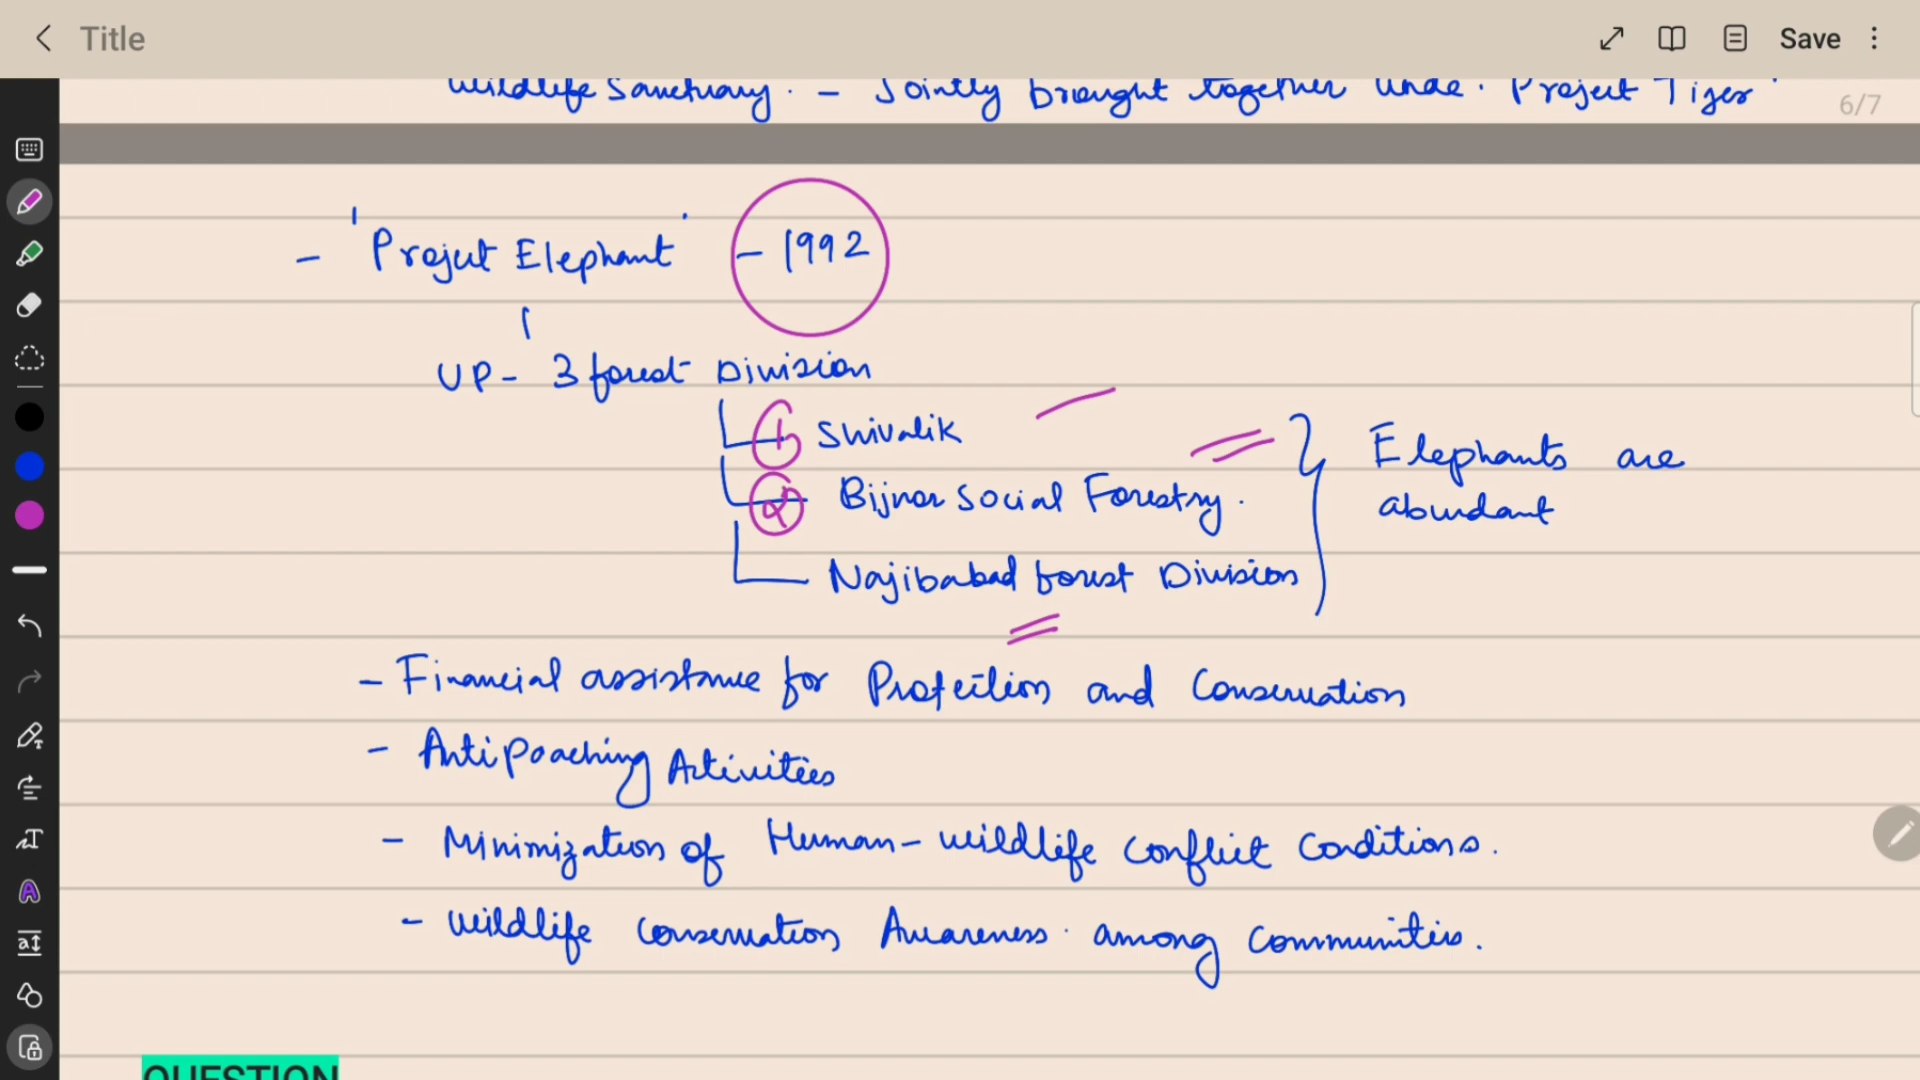 Title
Save
Wildlife Sanctuary. - Jointly brought together unde. Project Tiger
6/7
- 'Project Elephant' - 1992
UP - 3 forest Division
1 Shivalik
2 Bijnor Social Forestry.
Najibabad forest Division
Elephants are
abundant
- Financial assistance for Protection and Conservation
- Anti poaching Activities
- Minimization of Human-wildlife conflict Conditions.
- Wildlife conservation Awareness. among Communities.
QUESTION